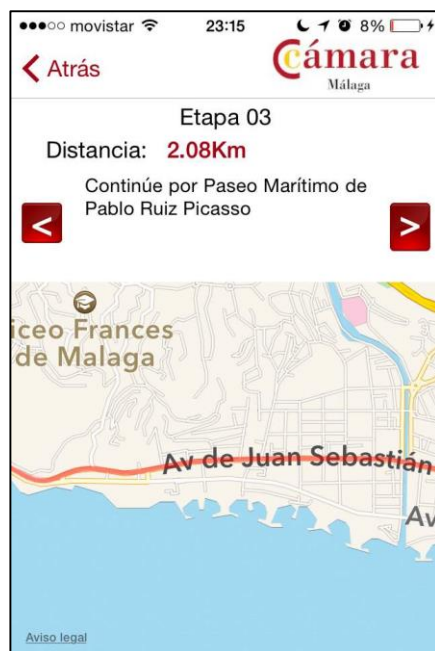 movistar 23:15 8%
Atrás
Cámara
Málaga
Etapa 03
Distancia: 2.08Km
Continúe por Paseo Marítimo de
Pablo Ruiz Picasso
< >
iceo Frances
de Malaga
Av de Juan Sebastián
Av
Aviso legal